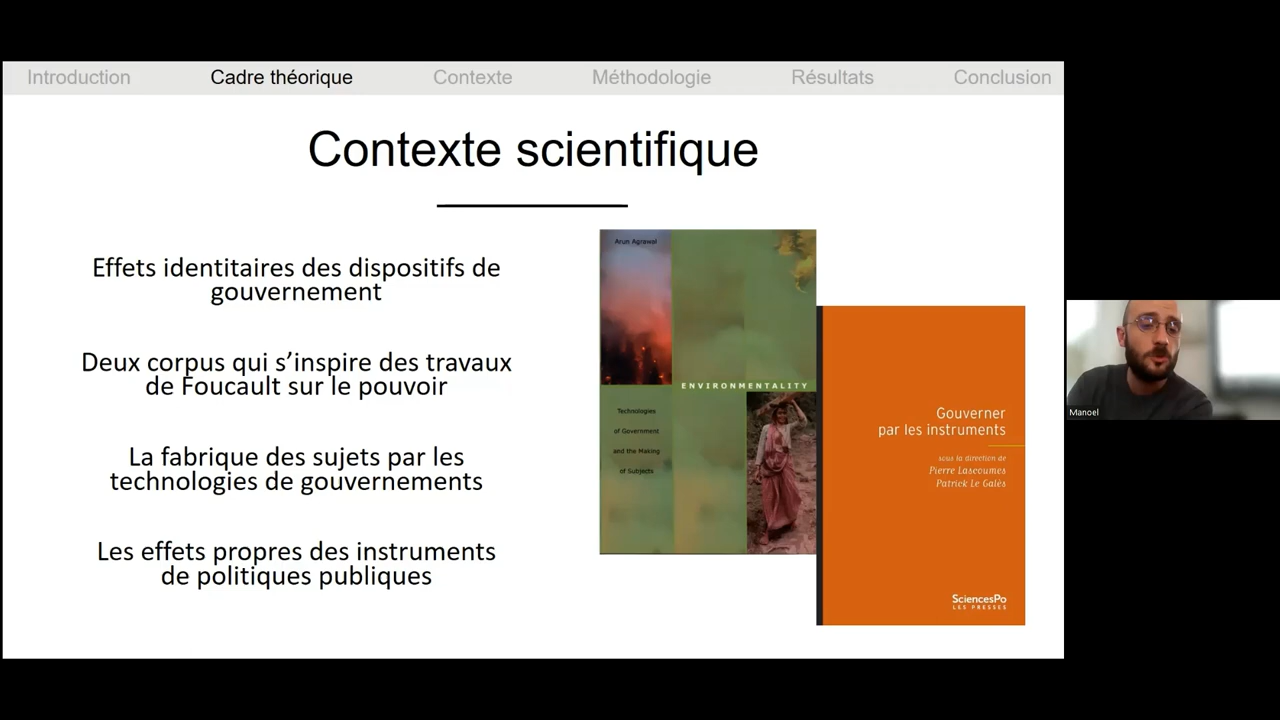 Introduction
Cadre théorique
Contexte
Méthodologie
Résultats
Conclusion
Contexte scientifique
Effets identitaires des dispositifs de
gouvernement
Deux corpus qui s’inspire des travaux
de Foucault sur le pouvoir
La fabrique des sujets par les
technologies de gouvernements
Les effets propres des instruments
de politiques publiques
Arun Agrawal
ENVIRONMENTALITY
Technologies
of Government
and the Making
of Subjects
Gouverner
par les instruments
sous la direction de
Pierre Lascoumes
Patrick Le Galès
SciencesPo
LES PRESSES
Manoel